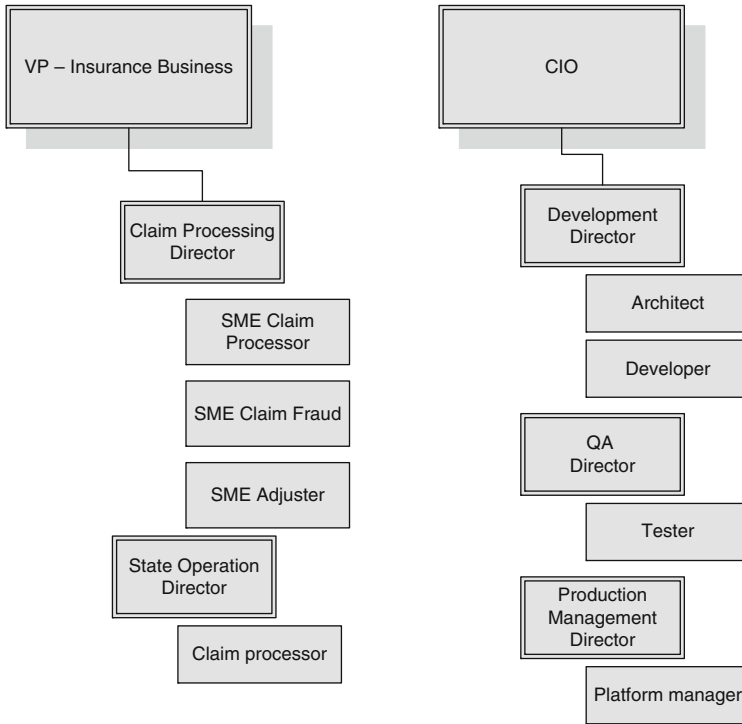 VP – Insurance Business
Claim Processing
Director
SME Claim
Processor
SME Claim Fraud
SME Adjuster
State Operation
Director
Claim processor
CIO
Development
Director
Architect
Developer
QA
Director
Tester
Production
Management
Director
Platform manager